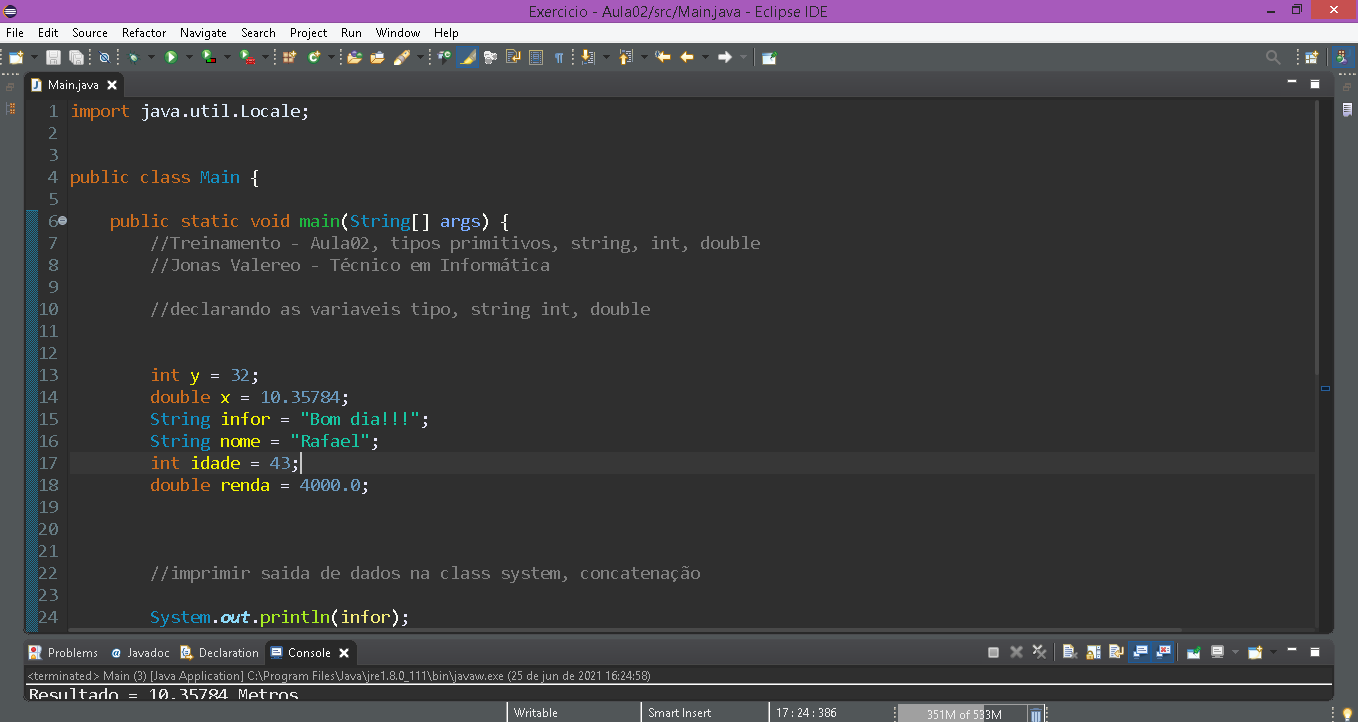 Exercicio - Aula02/src/Main.java - Eclipse IDE
File Edit Source Refactor Navigate Search Project Run Window Help
Main.java
1 import java.util.Locale;
2
3
4 public class Main {
5
6 public static void main(String[] args) {
7 //Treinamento - Aula02, tipos primitivos, string, int, double
8 //Jonas Valereo - Técnico em Informática
9
10 //declarando as variaveis tipo, string int, double
11
12
13 int y = 32;
14 double x = 10.35784;
15 String infor = "Bom dia!!!";
16 String nome = "Rafael";
17 int idade = 43;
18 double renda = 4000.0;
19
20
21
22 //imprimir saida de dados na class system, concatenação
23
24 System.out.println(infor);
Problems Javadoc Declaration Console
<terminated> Main (3) [Java Application] C:\Program Files\Java\jre1.8.0_111\bin\javaw.exe (25 de jun de 2021 16:24:58)
Resultado = 10.35784 Metros
Writable Smart Insert 17 : 24 : 386 351M of 533M